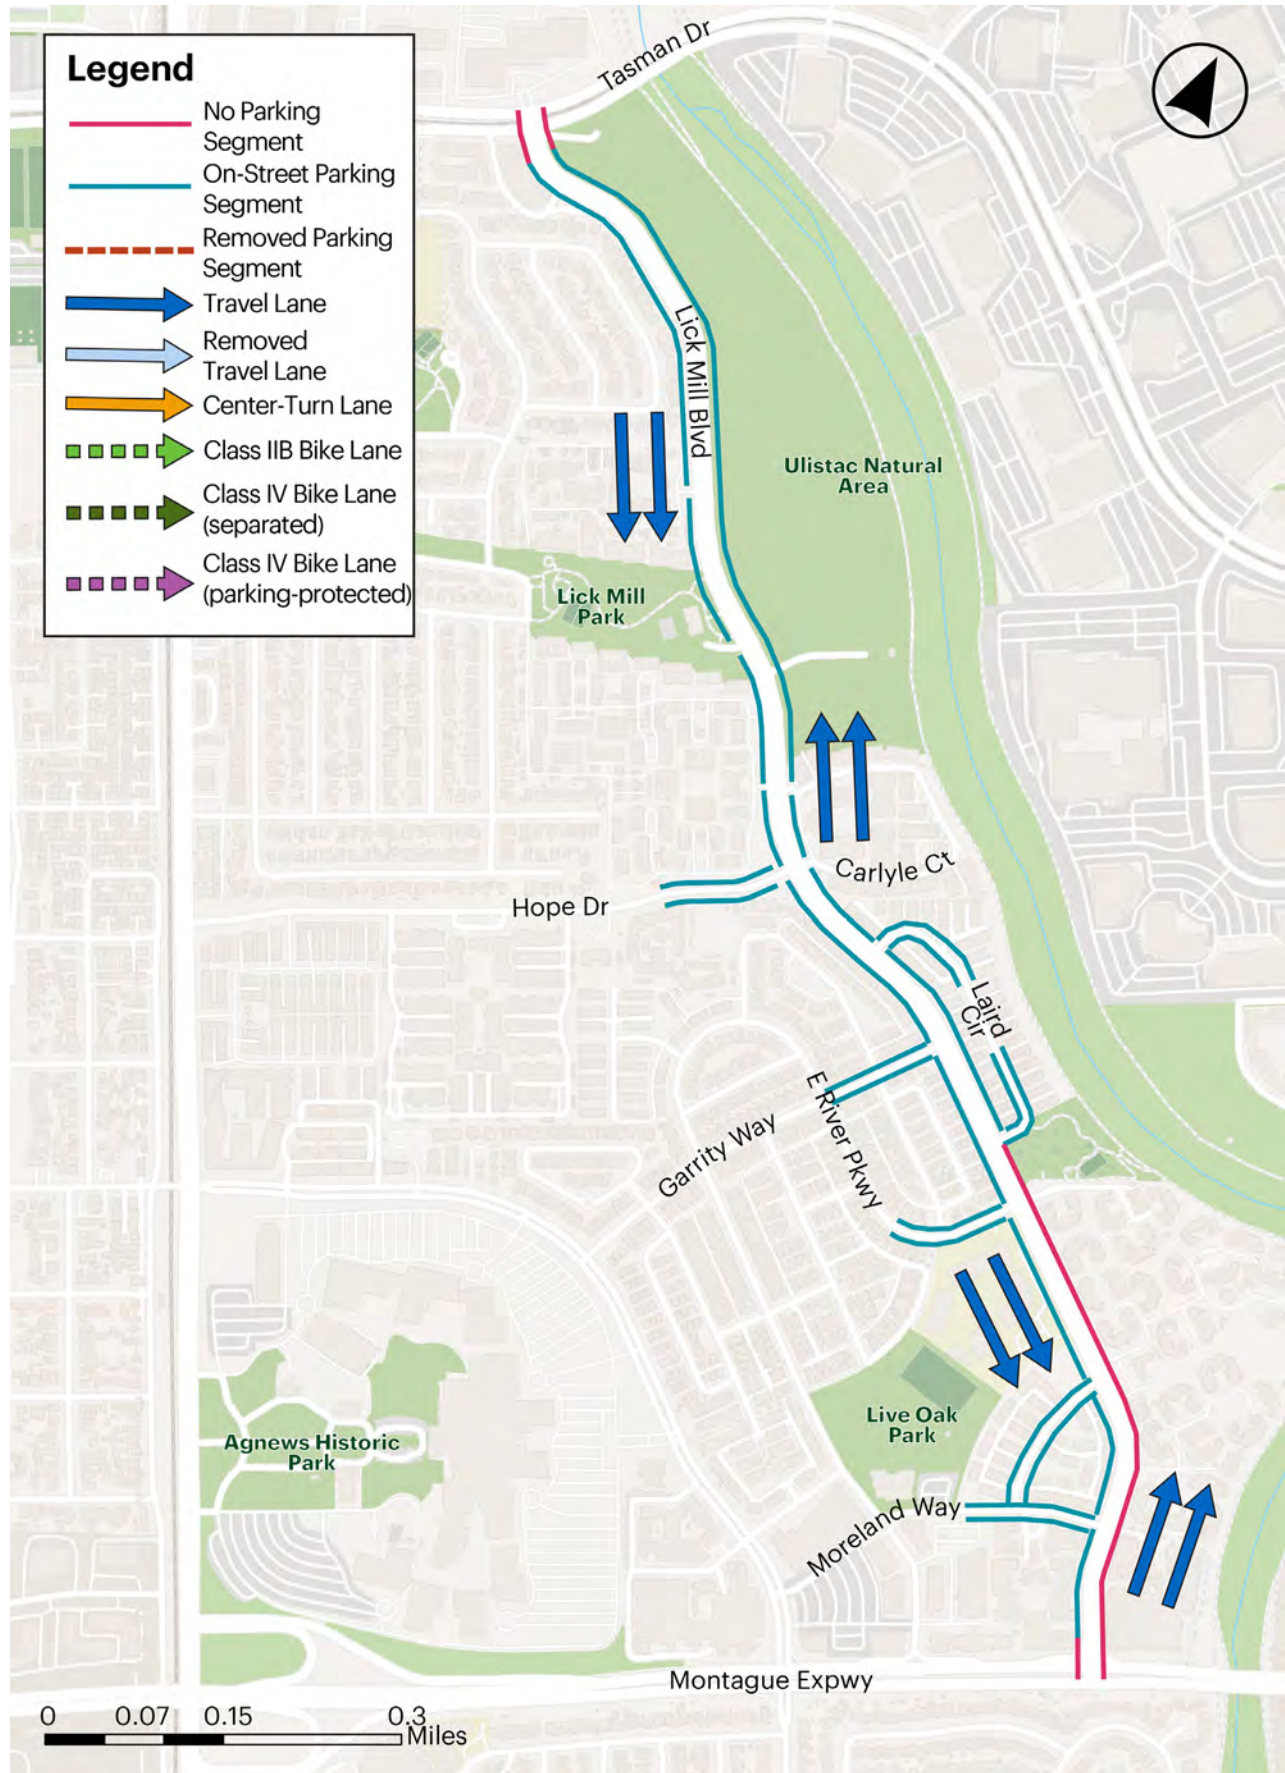 Legend
No Parking
Segment
On-Street Parking
Segment
Removed Parking
Segment
Travel Lane
Removed
Travel Lane
Center-Turn Lane
Class IIB Bike Lane
Class IV Bike Lane
(separated)
Class IV Bike Lane
(parking-protected)
Tasman Dr
Lick Mill Blvd
Ulistac Natural
Area
Lick Mill
Park
Carlyle Ct
Hope Dr
Laird
Cir
E River Pkwy
Garrity Way
Live Oak
Park
Agnews Historic
Park
Moreland Way
Montague Expwy
0 0.07 0.15 0.3
Miles